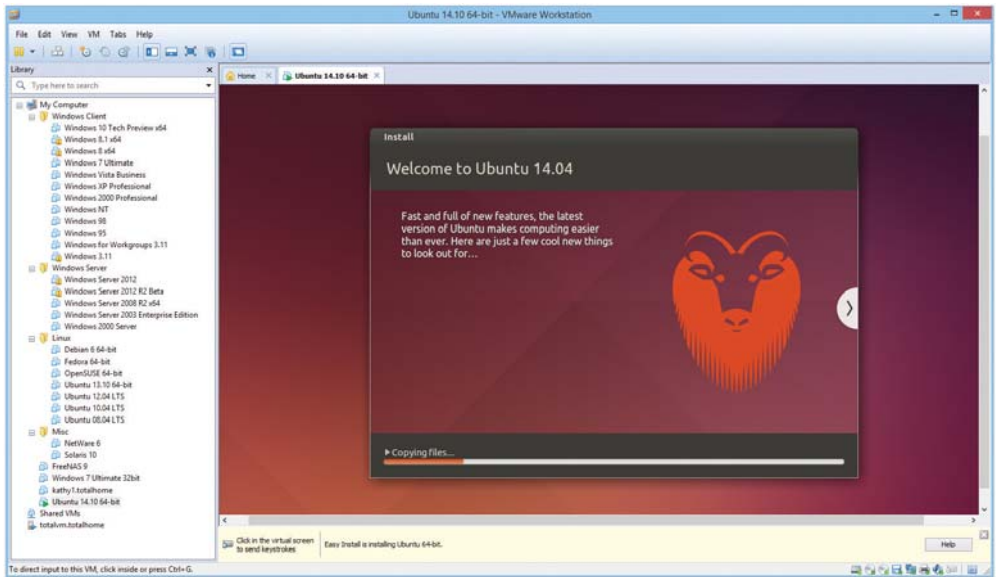 Ubuntu 14.10 64-bit - VMware Workstation
File Edit View VM Tabs Help
Library
Type here to search
My Computer
Windows Client
Windows 10 Tech Preview x64
Windows 8.1 x64
Windows 8 x64
Windows 7 Ultimate
Windows Vista Business
Windows XP Professional
Windows 2000 Professional
Windows NT
Windows 98
Windows 95
Windows for Workgroups 3.11
Windows 3.11
Windows Server
Windows Server 2012
Windows Server 2012 R2 Beta
Windows Server 2008 R2 x64
Windows Server 2003 Enterprise Edition
Windows 2000 Server
Linux
Debian 6 64-bit
Fedora 64-bit
OpenSUSE 64-bit
Ubuntu 13.10 64-bit
Ubuntu 12.04 LTS
Ubuntu 10.04 LTS
Ubuntu 08.04 LTS
Misc
NetWare 6
Solaris 10
FreeNAS 9
Windows 7 Ultimate 32bit
kathy1.totalhome
Ubuntu 14.10 64-bit
Shared VMs
totalvm.totalhome
Home
Ubuntu 14.10 64-bit
Install
Welcome to Ubuntu 14.04
Fast and full of new features, the latest
version of Ubuntu makes computing easier
than ever. Here are just a few cool new things
to look out for...
Copying files...
Click in the virtual screen
to send keystrokes
Easy Install is installing Ubuntu 64-bit.
Help
To direct input to this VM, click inside or press Ctrl+G.